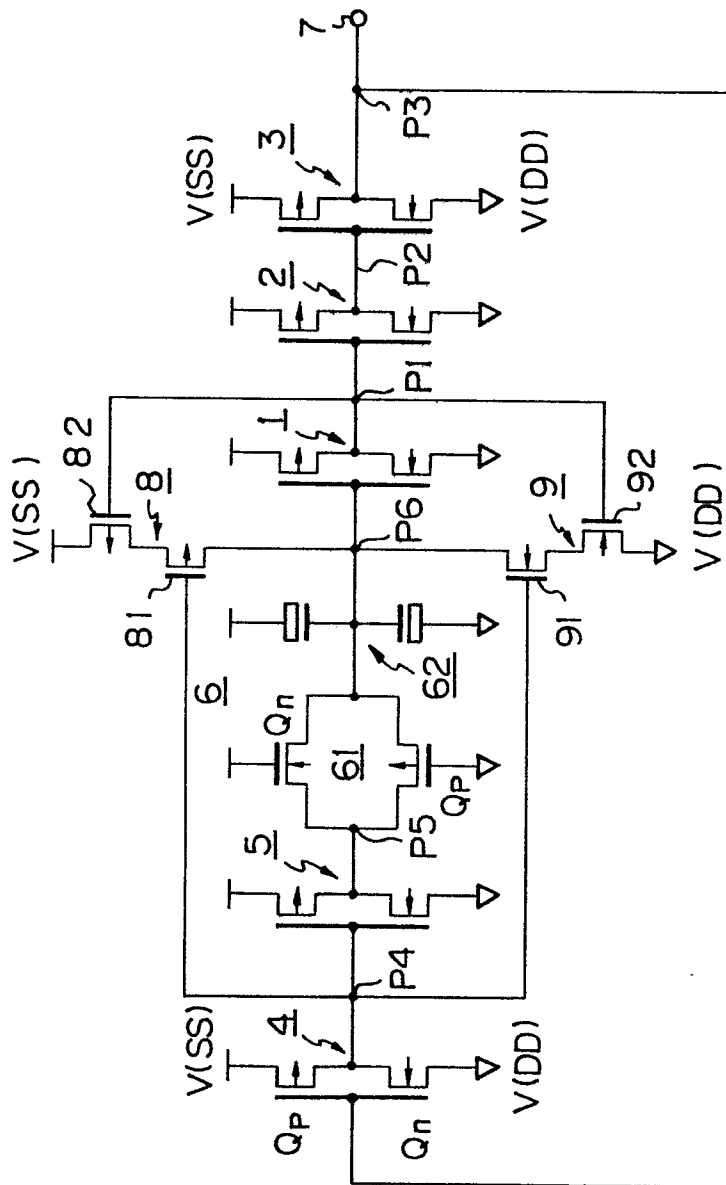 7
P3
V(SS)
3
V(DD)
P2
2
P1
1
V(SS)
82
8
81
P6
9
92
V(DD)
91
6
62
Qn
61
Qp
P5
5
P4
V(SS)
4
V(DD)
Qp
Qn